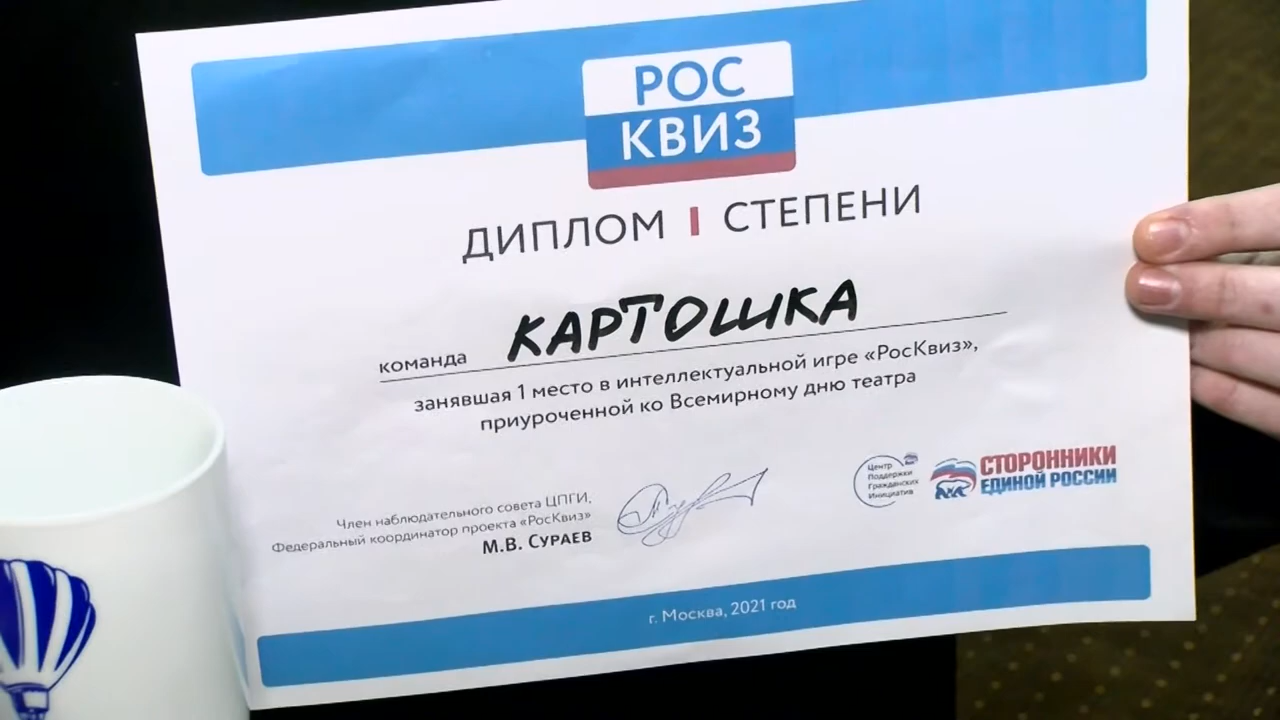 РОС
КВИЗ
ДИПЛОМ I СТЕПЕНИ
команда КАРТОШКА
занявшая 1 место в интеллектуальной игре «РосКвиз»,
приуроченной ко Всемирному дню театра
Член наблюдательного совета ЦПГИ,
Федеральный координатор проекта «РосКвиз»
М.В. СУРАЕВ
Центр
Поддержки
Гражданских
Инициатив
СТОРОННИКИ
ЕДИНОЙ РОССИИ
г. Москва, 2021 год